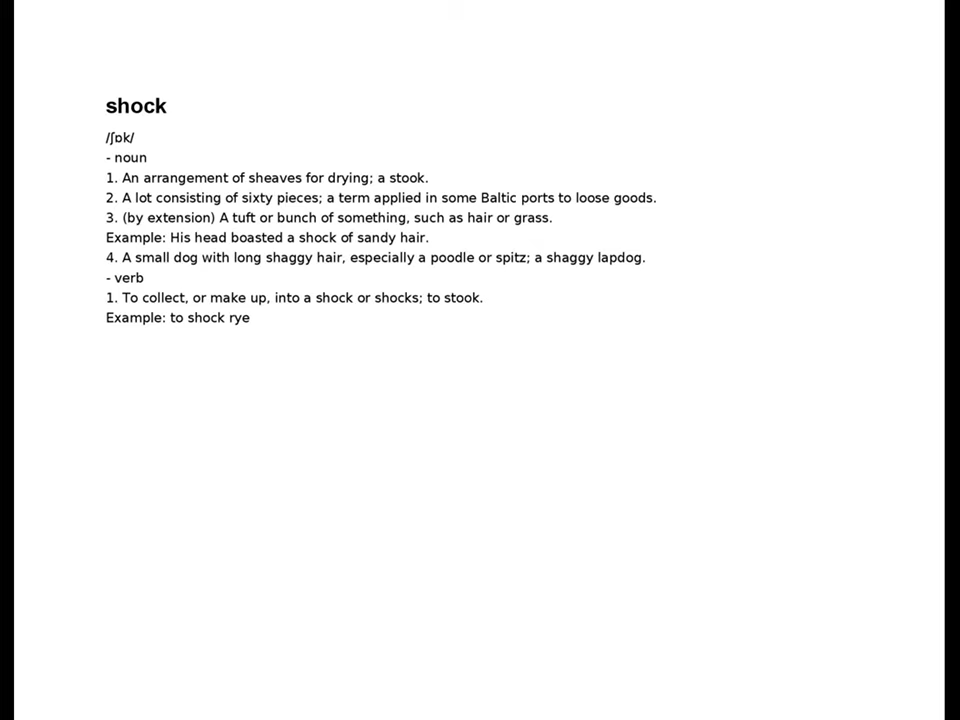 shock
/ʃɒk/
- noun
1. An arrangement of sheaves for drying; a stook.
2. A lot consisting of sixty pieces; a term applied in some Baltic ports to loose goods.
3. (by extension) A tuft or bunch of something, such as hair or grass.
Example: His head boasted a shock of sandy hair.
4. A small dog with long shaggy hair, especially a poodle or spitz; a shaggy lapdog.
- verb
1. To collect, or make up, into a shock or shocks; to stook.
Example: to shock rye